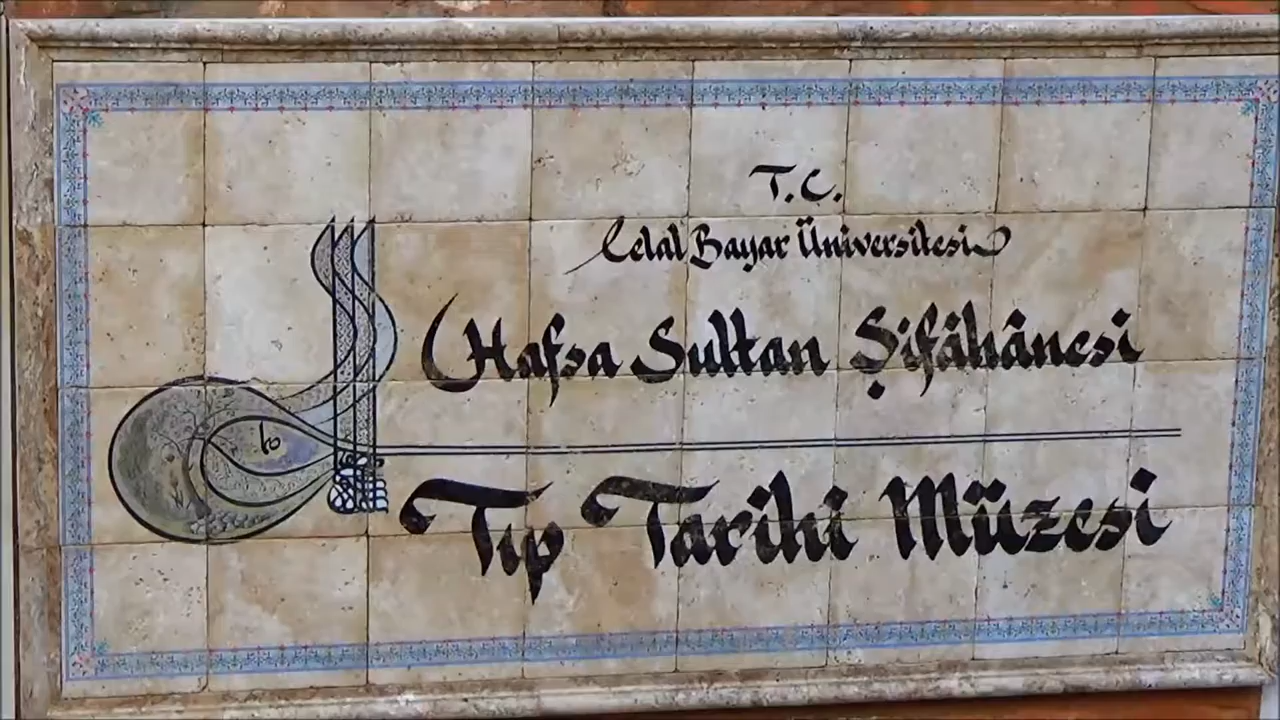 T.C.
Celal Bayar Üniversitesi
Hafsa Sultan Şifâhânesi
Tıp Tarihi Müzesi